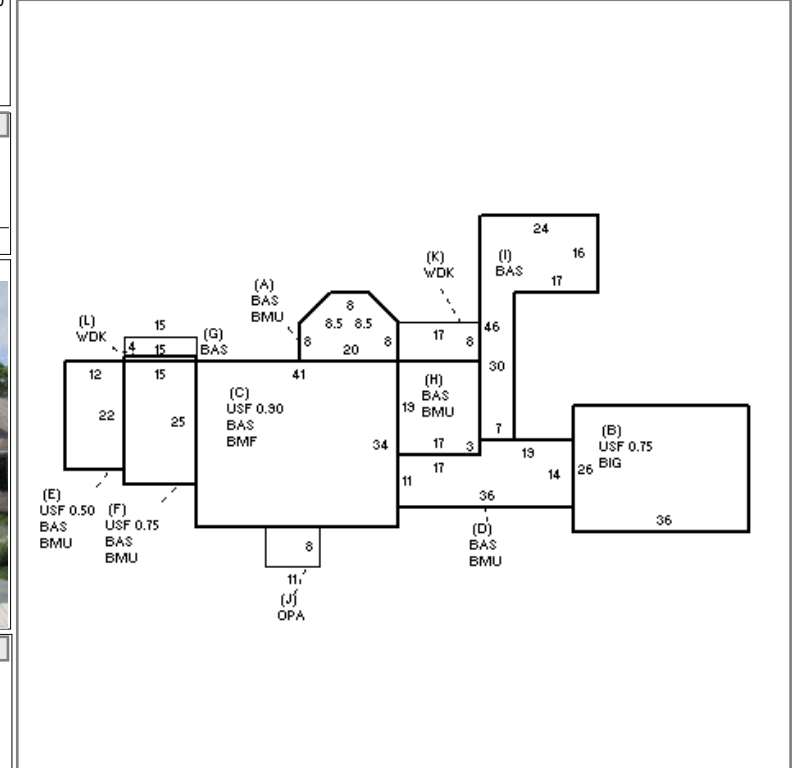 24
16
(I)
BAS
17
(K)
WDK
(A)
BAS
BMU
8
8.5 8.5
8
8
20
17
8
46
(L)
WDK
15
4
15
(G)
BAS
12
15
41
30
22
25
(C)
USF 0.90
BAS
BMF
34
(H)
BAS
BMU
19
17
3
7
19
17
11
14
36
26
(B)
USF 0.75
BIG
36
(E)
USF 0.50
BAS
BMU
(F)
USF 0.75
BAS
BMU
(D)
BAS
BMU
8
11
(J)
OPA